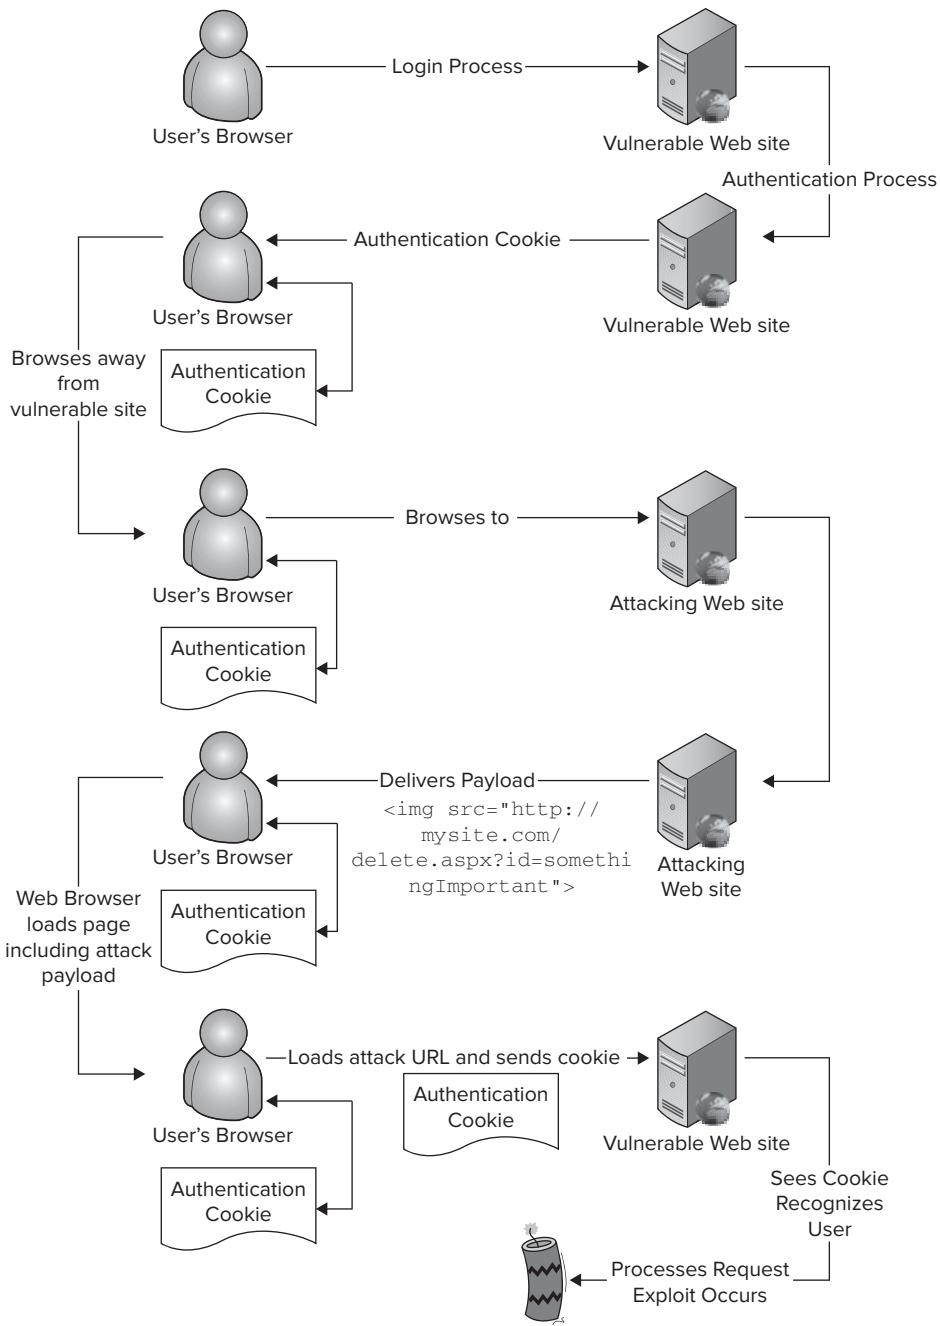 Login Process
User's Browser
Vulnerable Web site
Authentication Process
Authentication Cookie
User's Browser
Vulnerable Web site
Browses away
from
vulnerable site
Authentication
Cookie
Browses to
User's Browser
Attacking Web site
Authentication
Cookie
Delivers Payload
<img src="http://
mysite.com/
delete.aspx?id=somethi
ngImportant">
User's Browser
Attacking
Web site
Web Browser
loads page
including attack
payload
Authentication
Cookie
Loads attack URL and sends cookie
Authentication
Cookie
User's Browser
Vulnerable Web site
Authentication
Cookie
Sees Cookie
Recognizes
User
Processes Request
Exploit Occurs